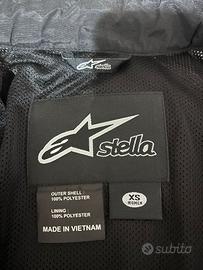 stella
OUTER SHELL
100% POLYESTER
LINING
100% POLYESTER
XS
WOMEN
MADE IN VIETNAM
subito